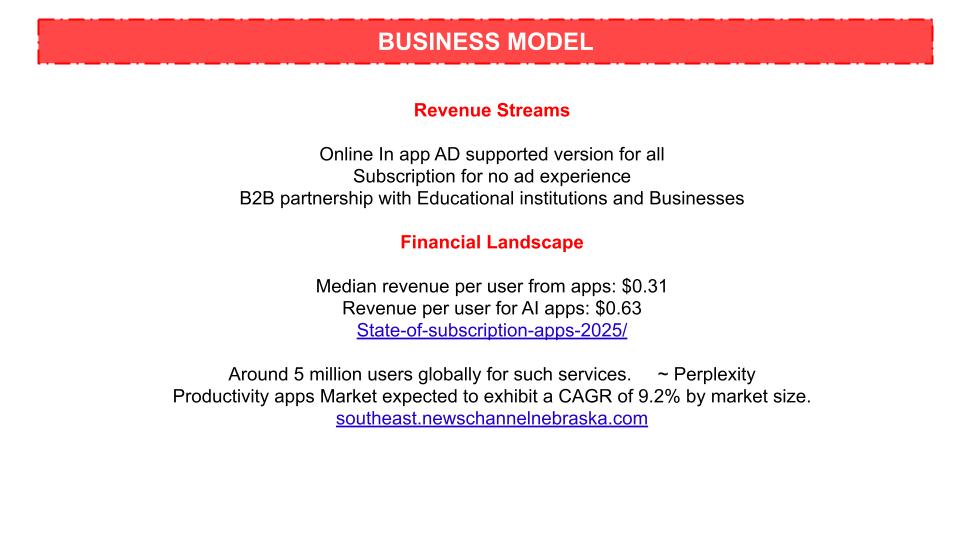 BUSINESS MODEL
Revenue Streams
Online In app AD supported version for all
Subscription for no ad experience
B2B partnership with Educational institutions and Businesses
Financial Landscape
Median revenue per user from apps: $0.31
Revenue per user for AI apps: $0.63
State-of-subscription-apps-2025/
Around 5 million users globally for such services. ~ Perplexity
Productivity apps Market expected to exhibit a CAGR of 9.2% by market size.
southeast.newschannelnebraska.com